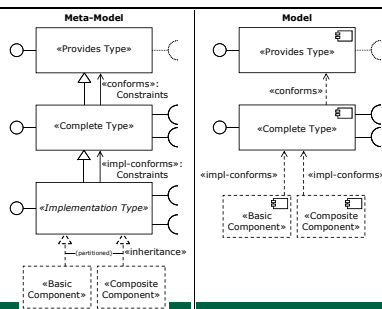 Meta-Model
«Provides Type»
«conforms»:
Constraints
«Complete Type»
«impl-conforms»:
Constraints
«Implementation Type»
{partitioned}
«inheritance»
«Basic
Component»
«Composite
Component»
Model
«Provides Type»
«conforms»
«Complete Type»
«impl-conforms»
«impl-conforms»
«Basic
Component»
«Composite
Component»